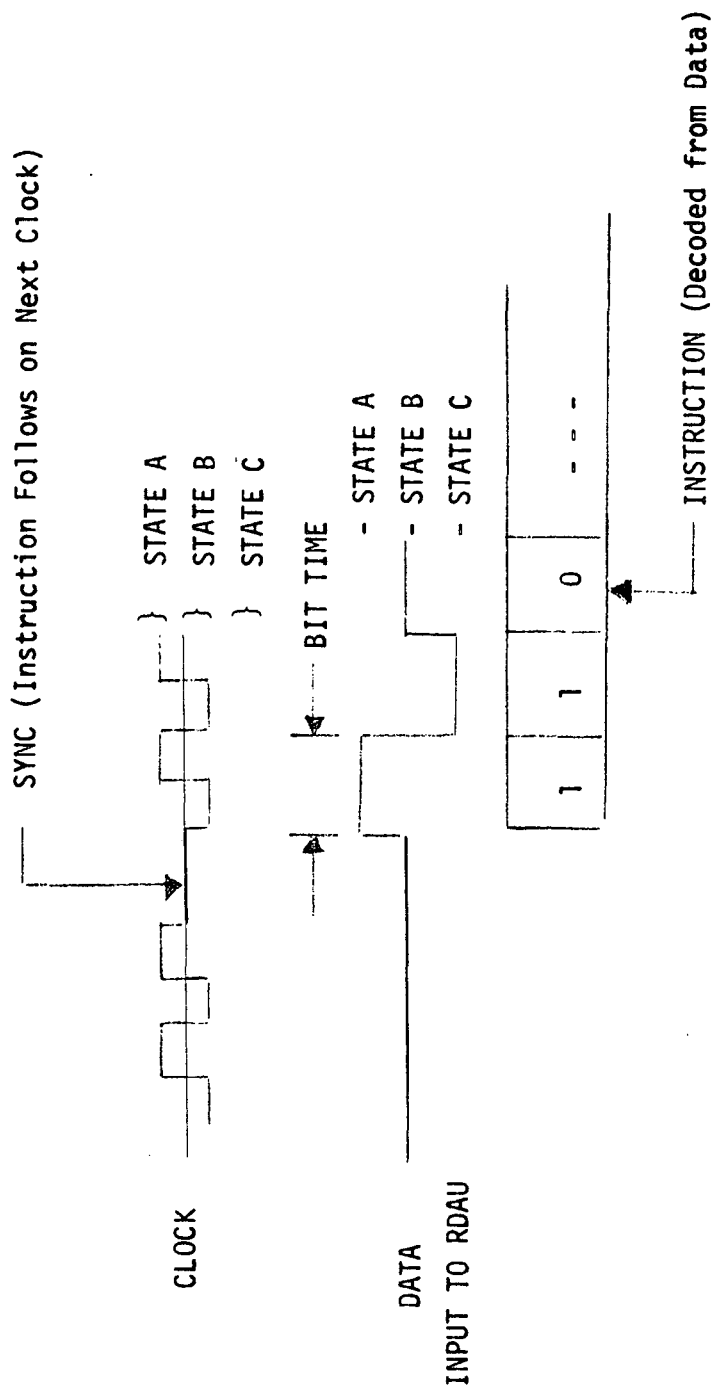 SYNC (Instruction Follows on Next Clock)
CLOCK
} STATE A
} STATE B
} STATE C
BIT TIME
DATA
INPUT TO RDAU
- STATE A
- STATE B
- STATE C
1 1 0 - - -
INSTRUCTION (Decoded from Data)